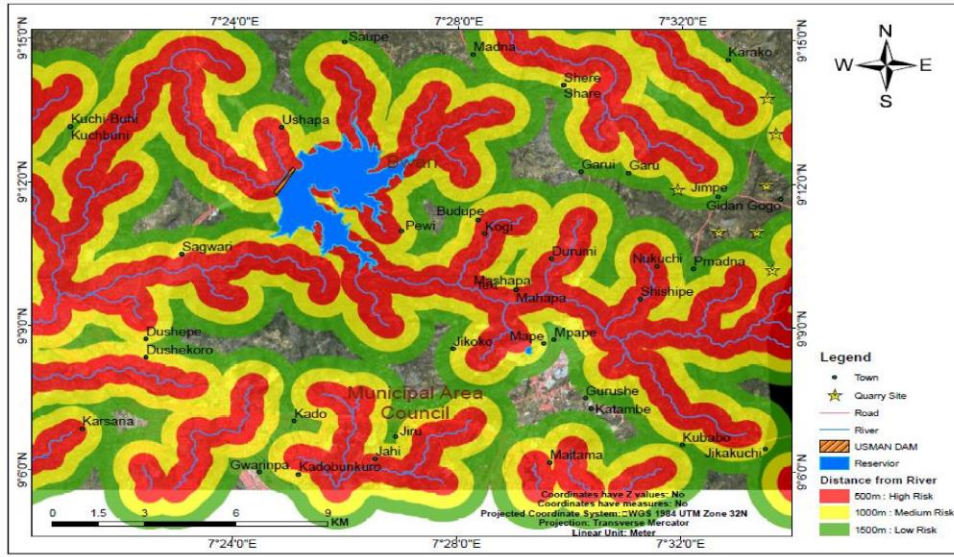 7°24'0"E 7°28'0"E 7°32'0"E
9°15'0"N 9°15'0"N
N
W E
S
Saupe
Madna
Karako
Shere
Share
Kuchi Buhi
Kuchbuni
Ushapa
Garui
Garu
9°12'0"N 9°12'0"N
Jimpe
Gidan Gogo
Budupe
Pewi
Kogi
Sagwari
Durumi
Nukuchi
Pmadna
Mashapa
Mahapa
Shishipe
9°9'0"N 9°9'0"N
Dushepe
Mape
Mpape
Jikoko
Dushekoro
Municipal Area
Council
Gurushe
Katambe
Kado
Karsana
Jiru
Kubabo
Jikakuchi
Jahi
Maitama
Gwarinpa
Kadobunkuro
9°6'0"N 9°6'0"N
Legend
Town
Quarry Site
Road
River
USMAN DAM
Reservior
Distance from River
500m : High Risk
1000m : Medium Risk
1500m : Low Risk
Coordinates have Z values: No
Coordinates have measures: No
Projected Coordinate System: WGS 1984 UTM Zone 32N
Projection: Transverse Mercator
Linear Unit: Meter
0 1.5 3 6 9
KM
7°24'0"E 7°28'0"E 7°32'0"E